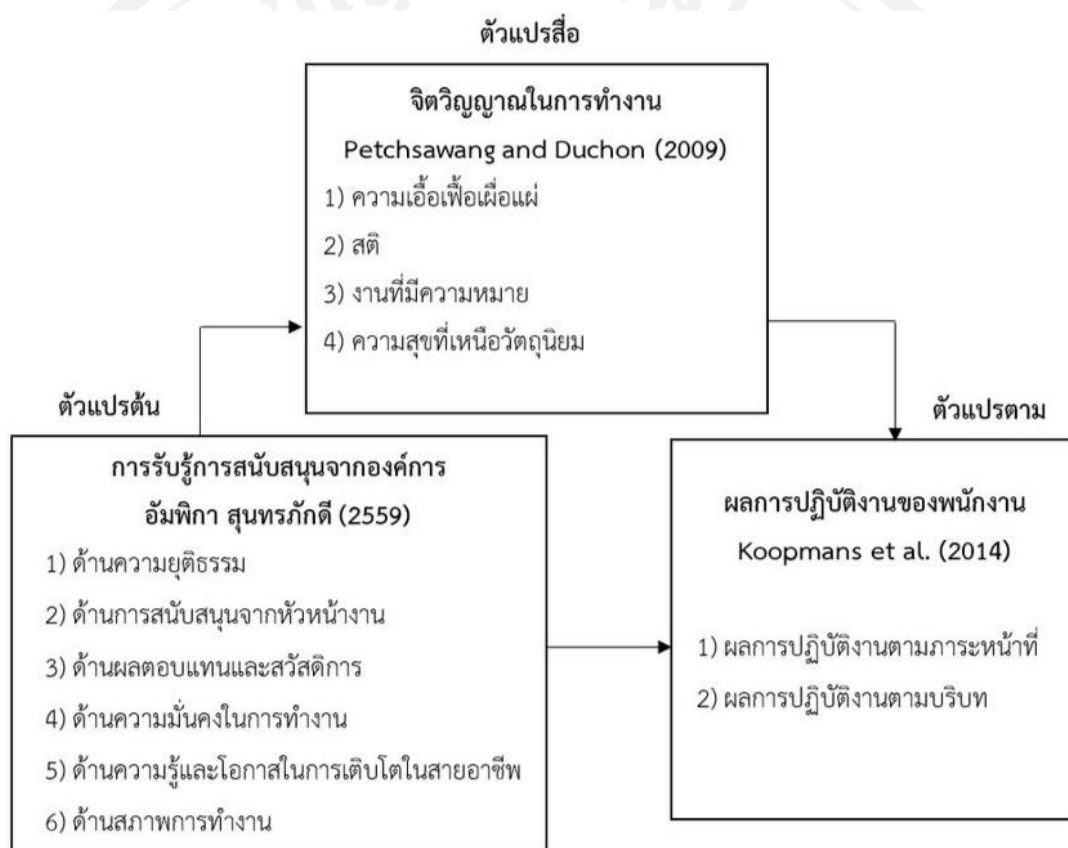 ตัวแปรสื่อ
จิตวิญญาณในการทำงาน
Petchsawang and Duchon (2009)
1) ความเอื้อเฟื้อเผื่อแผ่
2) สติ
3) งานที่มีความหมาย
4) ความสุขที่เหนือวัตถุนิยม
ตัวแปรต้น
การรับรู้การสนับสนุนจากองค์การ
อัมพิกา สุนทรภักดี (2559)
1) ด้านความยุติธรรม
2) ด้านการสนับสนุนจากหัวหน้างาน
3) ด้านผลตอบแทนและสวัสดิการ
4) ด้านความมั่นคงในการทำงาน
5) ด้านความรู้และโอกาสในการเติบโตในสายอาชีพ
6) ด้านสภาพการทำงาน
ตัวแปรตาม
ผลการปฏิบัติงานของพนักงาน
Koopmans et al. (2014)
1) ผลการปฏิบัติงานตามภาระหน้าที่
2) ผลการปฏิบัติงานตามบริบท